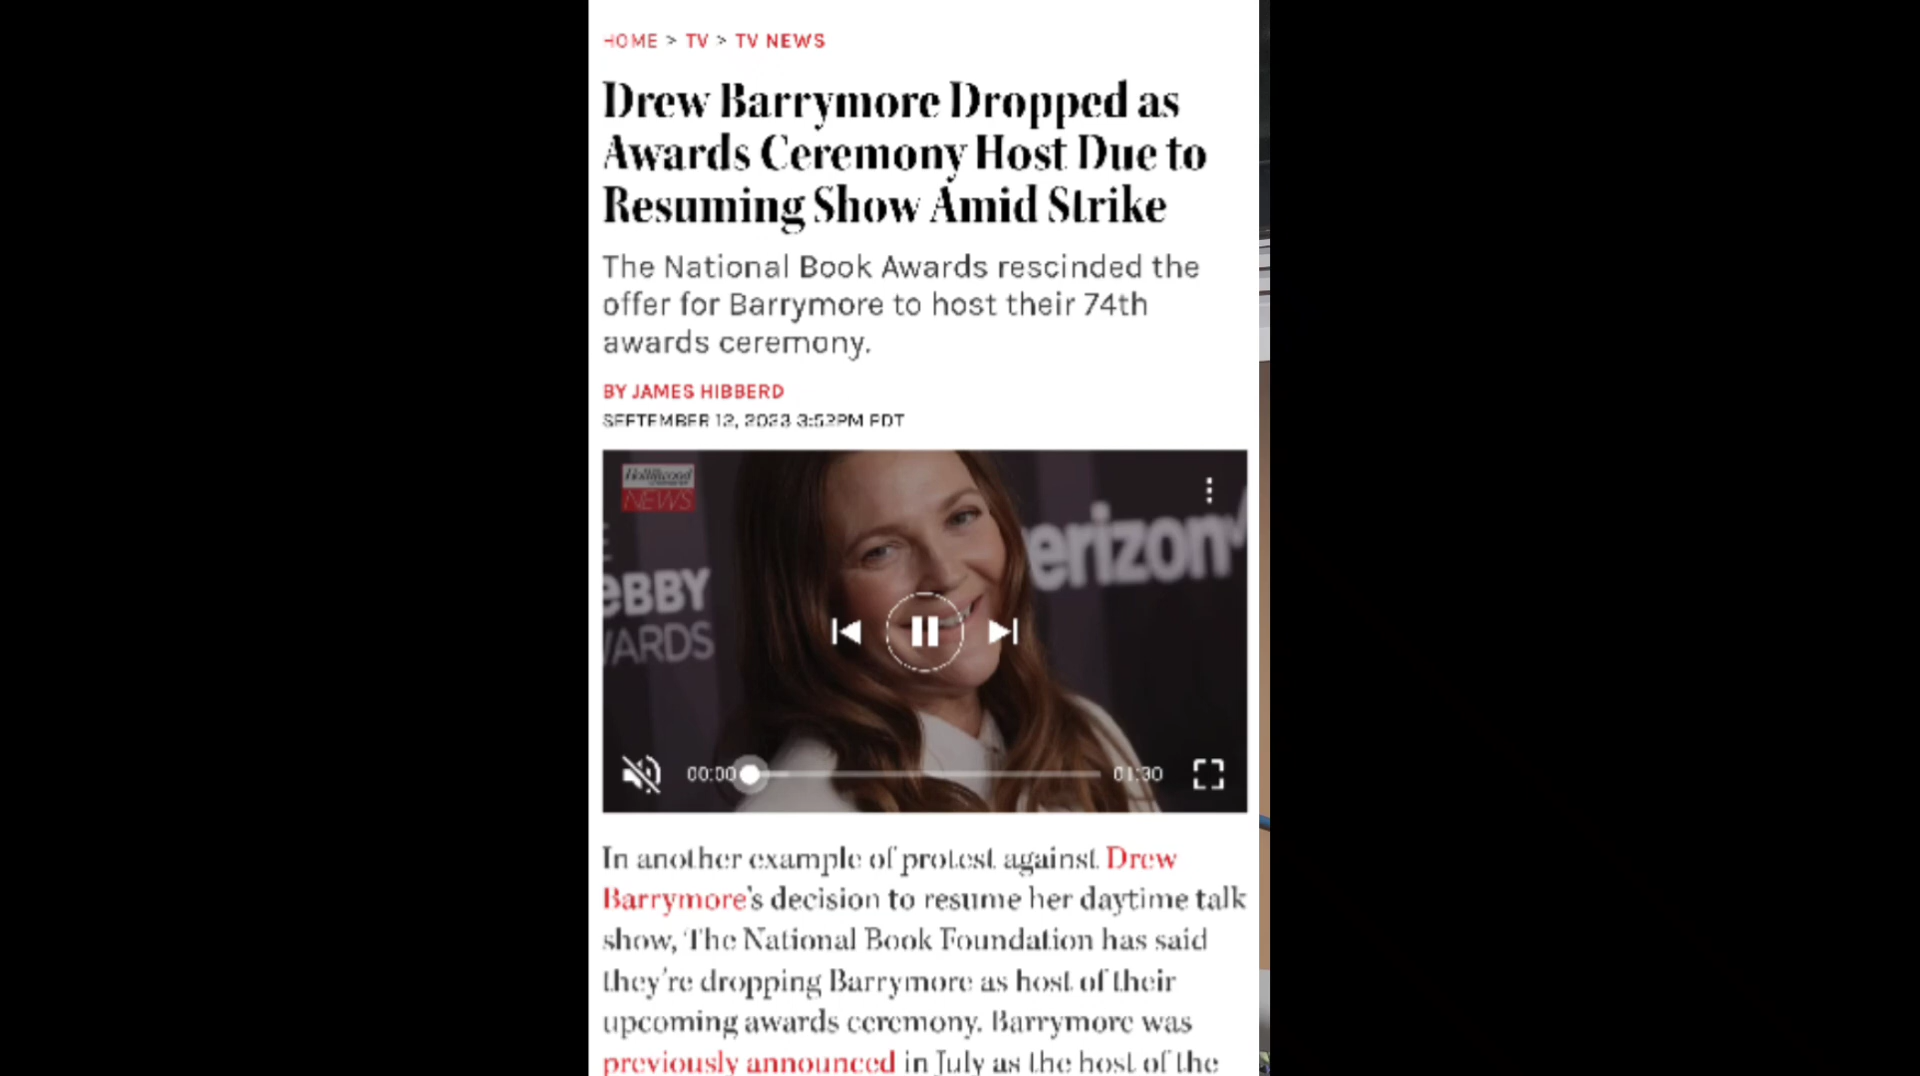 HOME > TV > TV NEWS
Drew Barrymore Dropped as
Awards Ceremony Host Due to
Resuming Show Amid Strike
The National Book Awards rescinded the
offer for Barrymore to host their 74th
awards ceremony.
BY JAMES HIBBERD
SEPTEMBER 12, 2023 3:52PM PDT
Hollywood
NEWS
erizon
eBBY
ARDS
00:00
01:30
In another example of protest against Drew
Barrymore's decision to resume her daytime talk
show, The National Book Foundation has said
they're dropping Barrymore as host of their
upcoming awards ceremony. Barrymore was
previously announced in July as the host of the